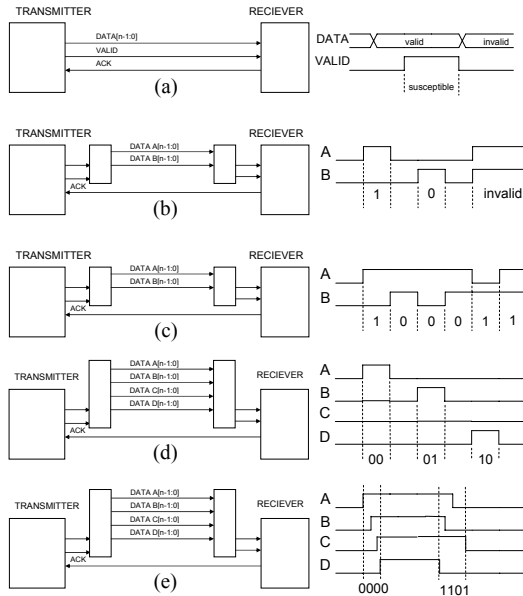 TRANSMITTER RECIEVER
DATA[n-1:0]
VALID
ACK
DATA valid invalid
VALID
susceptible
(a)
TRANSMITTER RECIEVER
DATA A[n-1:0]
DATA B[n-1:0]
ACK
A
B
1 0 invalid
(b)
TRANSMITTER RECIEVER
DATA A[n-1:0]
DATA B[n-1:0]
ACK
A
B
1 0 0 0 1 1
(c)
TRANSMITTER RECIEVER
DATA A[n-1:0]
DATA B[n-1:0]
DATA C[n-1:0]
DATA D[n-1:0]
ACK
A
B
C
D
00 01 10
(d)
TRANSMITTER RECIEVER
DATA A[n-1:0]
DATA B[n-1:0]
DATA C[n-1:0]
DATA D[n-1:0]
ACK
A
B
C
D
0000 1101
(e)